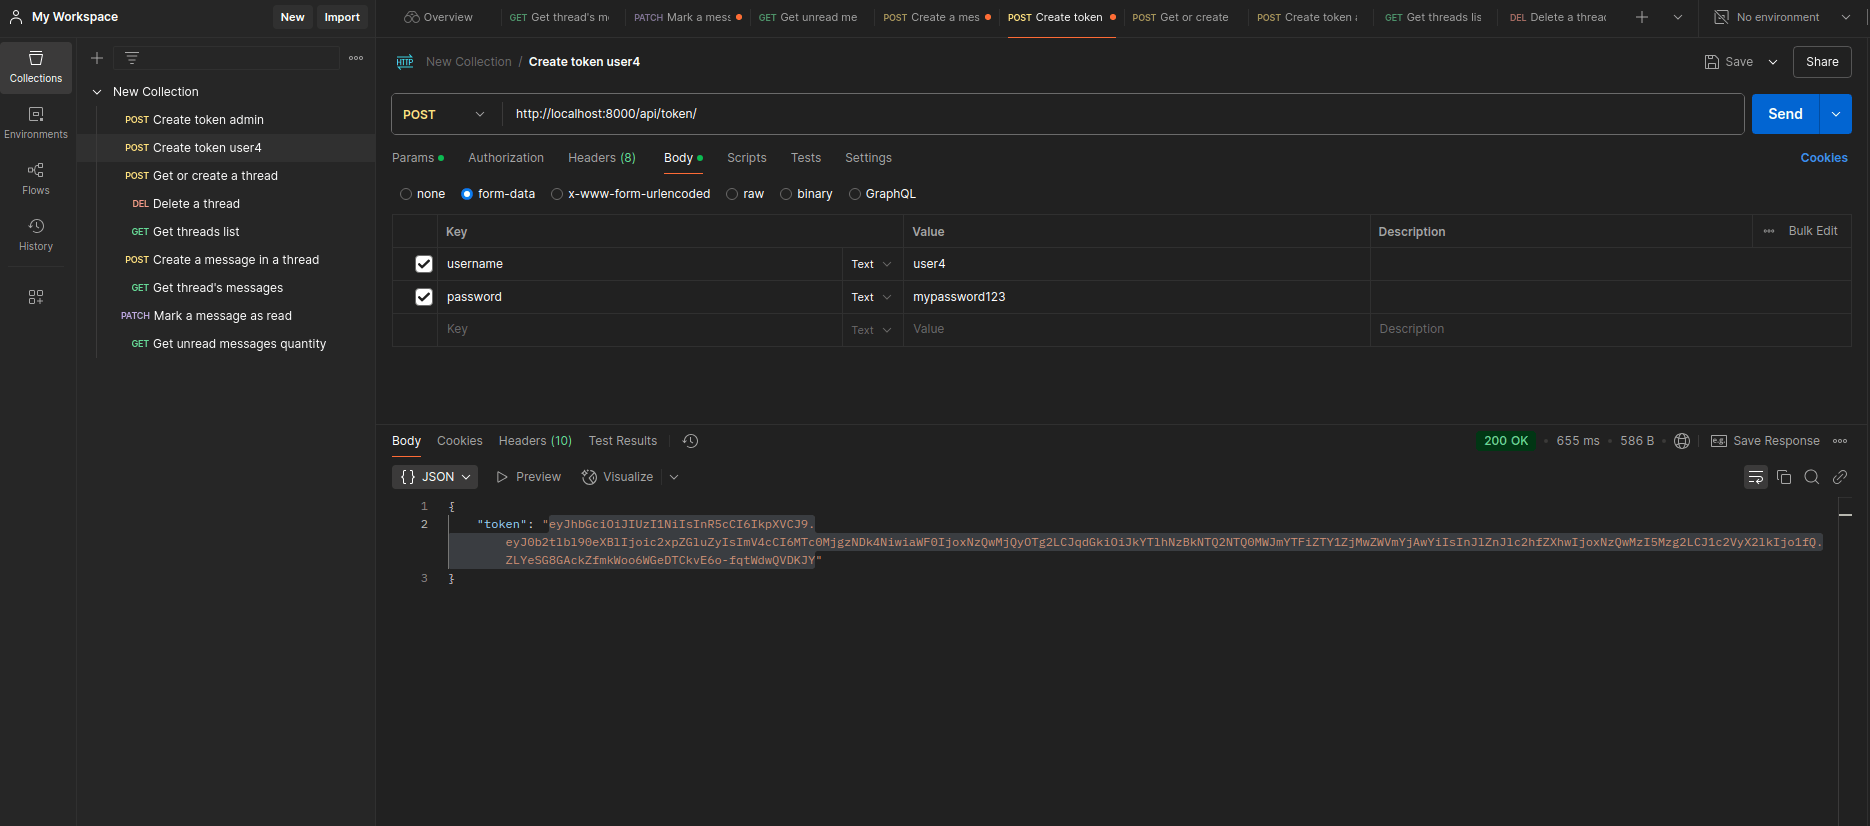 My Workspace
New
Import
Overview
GET Get thread's m
PATCH Mark a mess
GET Get unread me
POST Create a mes
POST Create token
POST Get or create
POST Create token
GET Get threads lis
DEL Delete a threa
No environment
Collections
Environments
Flows
History
New Collection
POST Create token admin
POST Create token user4
POST Get or create a thread
DEL Delete a thread
GET Get threads list
POST Create a message in a thread
GET Get thread's messages
PATCH Mark a message as read
GET Get unread messages quantity
HTTP New Collection / Create token user4
Save
Share
POST http://localhost:8000/api/token/
Send
Params Authorization Headers (8) Body Scripts Tests Settings
Cookies
none form-data x-www-form-urlencoded raw binary GraphQL
Key Value Description Bulk Edit
username Text user4
password Text mypassword123
Key Text Value Description
Body Cookies Headers (10) Test Results
200 OK 655 ms 586 B e.g. Save Response
{} JSON Preview Visualize
1 {
2 "token": "eyJhbGciOiJIUzI1NiIsInR5cCI6IkpXVCJ9.
eyJ0b2tlbl90eXBlIjoic2xpZGluZyIsImV4cCI6MTc0MjgzNDk4NiwiaWF0IjoxNzQwMjQyOTg2LCJqdGkiOiJkYTlhNzBkNTQ2NTQ0MWJmYTFiZTY1ZjMwZWVmYjAwYiIsInJlZnJlc2hfZXhwIjoxNzQwMzI5Mzg2LCJ1c2VyX2lkIjo1fQ.
ZLYeSG8GAckZfmkWoo6WGeDTCkvE6o-fqtWdwQVDKJY"
3 }